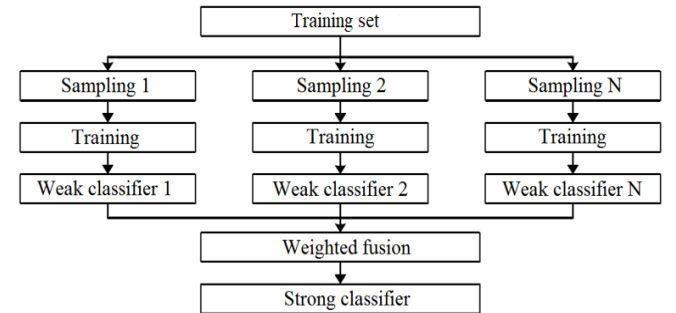 Training set
Sampling 1
Sampling 2
Sampling N
Training
Training
Training
Weak classifier 1
Weak classifier 2
Weak classifier N
Weighted fusion
Strong classifier